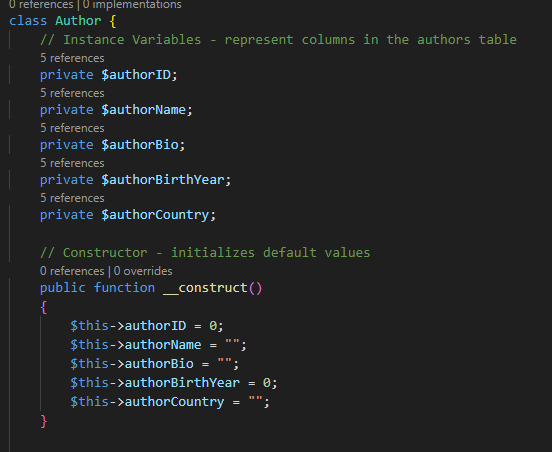 0 references | 0 implementations
class Author {
// Instance Variables - represent columns in the authors table
5 references
private $authorID;
5 references
private $authorName;
5 references
private $authorBio;
5 references
private $authorBirthYear;
5 references
private $authorCountry;
// Constructor - initializes default values
0 references | 0 overrides
public function __construct()
{
$this->authorID = 0;
$this->authorName = "";
$this->authorBio = "";
$this->authorBirthYear = 0;
$this->authorCountry = "";
}